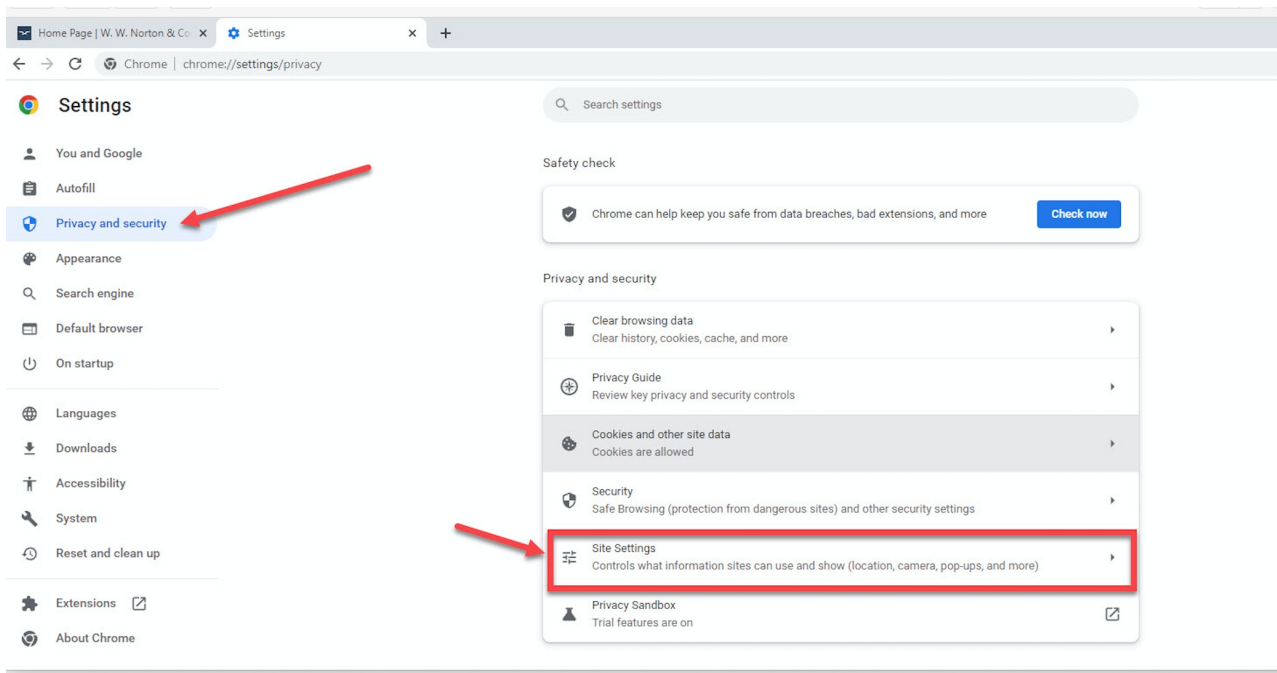 Home Page | W. W. Norton & Co
Settings
Chrome | chrome://settings/privacy
Settings
Search settings
You and Google
Autofill
Privacy and security
Appearance
Search engine
Default browser
On startup
Languages
Downloads
Accessibility
System
Reset and clean up
Extensions
About Chrome
Safety check
Chrome can help keep you safe from data breaches, bad extensions, and more
Check now
Privacy and security
Clear browsing data
Clear history, cookies, cache, and more
Privacy Guide
Review key privacy and security controls
Cookies and other site data
Cookies are allowed
Security
Safe Browsing (protection from dangerous sites) and other security settings
Site Settings
Controls what information sites can use and show (location, camera, pop-ups, and more)
Privacy Sandbox
Trial features are on